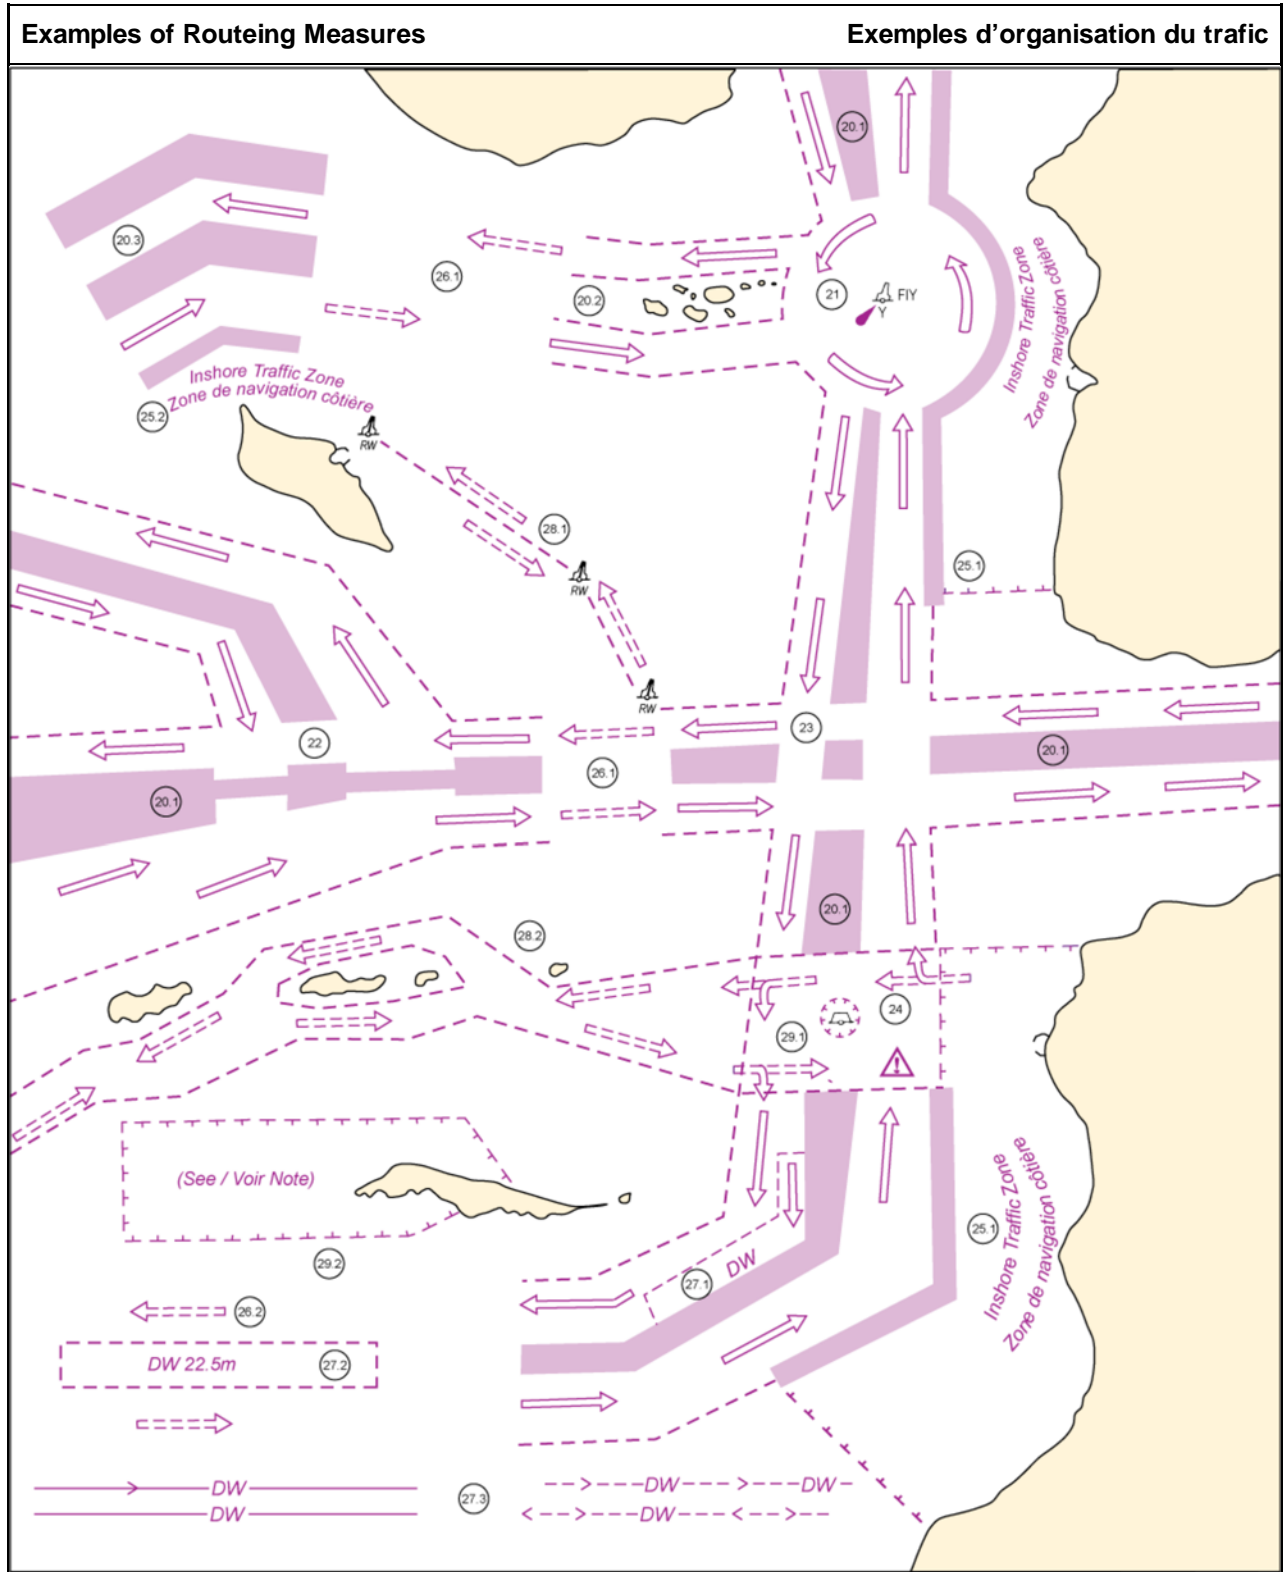 Examples of Routeing Measures
Exemples d’organisation du trafic
20.1
20.3
26.1
20.2
21
FlY
Y
Inshore Traffic Zone
Zone de navigation côtière
Inshore Traffic Zone
Zone de navigation côtière
25.2
RW
28.1
25.1
RW
RW
22
23
20.1
26.1
20.1
20.1
28.2
24
29.1
(See / Voir Note)
Inshore Traffic Zone
Zone de navigation côtière
25.1
29.2
DW
27.1
26.2
DW 22.5m
27.2
DW
DW
DW
27.3
DW
DW